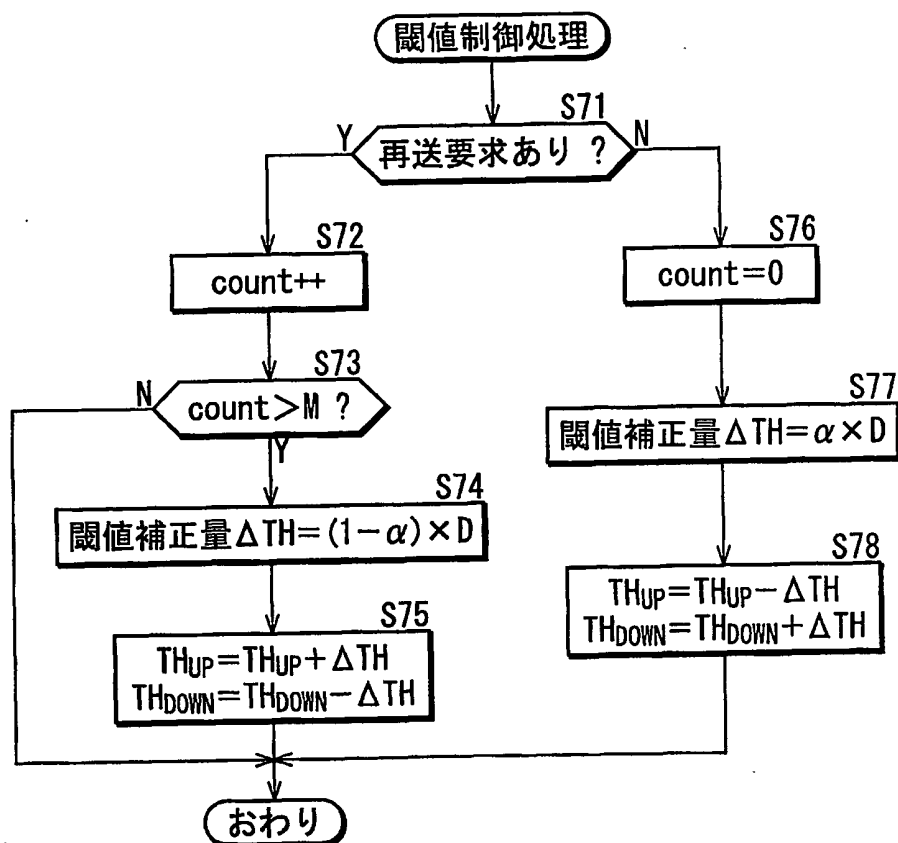 閾値制御処理
S71
再送要求あり ?
Y
N
S72
count++
S73
count>M ?
N
Y
S74
閾値補正量ΔTH=(1-α)×D
S75
THUP=THUP+ΔTH
THDOWN=THDOWN-ΔTH
S76
count=0
S77
閾値補正量ΔTH=α×D
S78
THUP=THUP-ΔTH
THDOWN=THDOWN+ΔTH
おわり